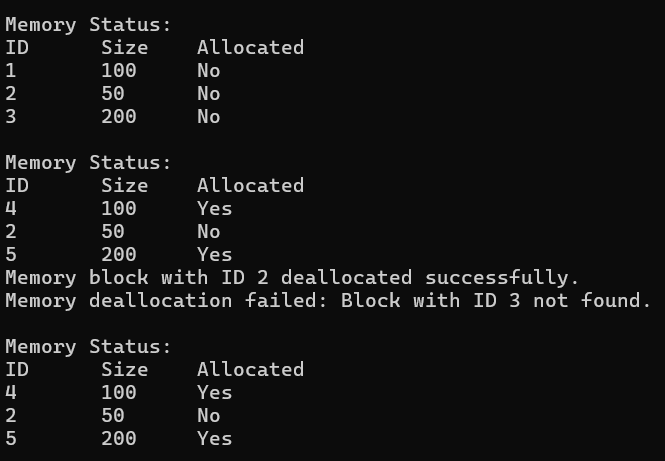 Memory Status:
ID      Size    Allocated
1       100     No
2       50      No
3       200     No

Memory Status:
ID      Size    Allocated
4       100     Yes
2       50      No
5       200     Yes
Memory block with ID 2 deallocated successfully.
Memory deallocation failed: Block with ID 3 not found.

Memory Status:
ID      Size    Allocated
4       100     Yes
2       50      No
5       200     Yes